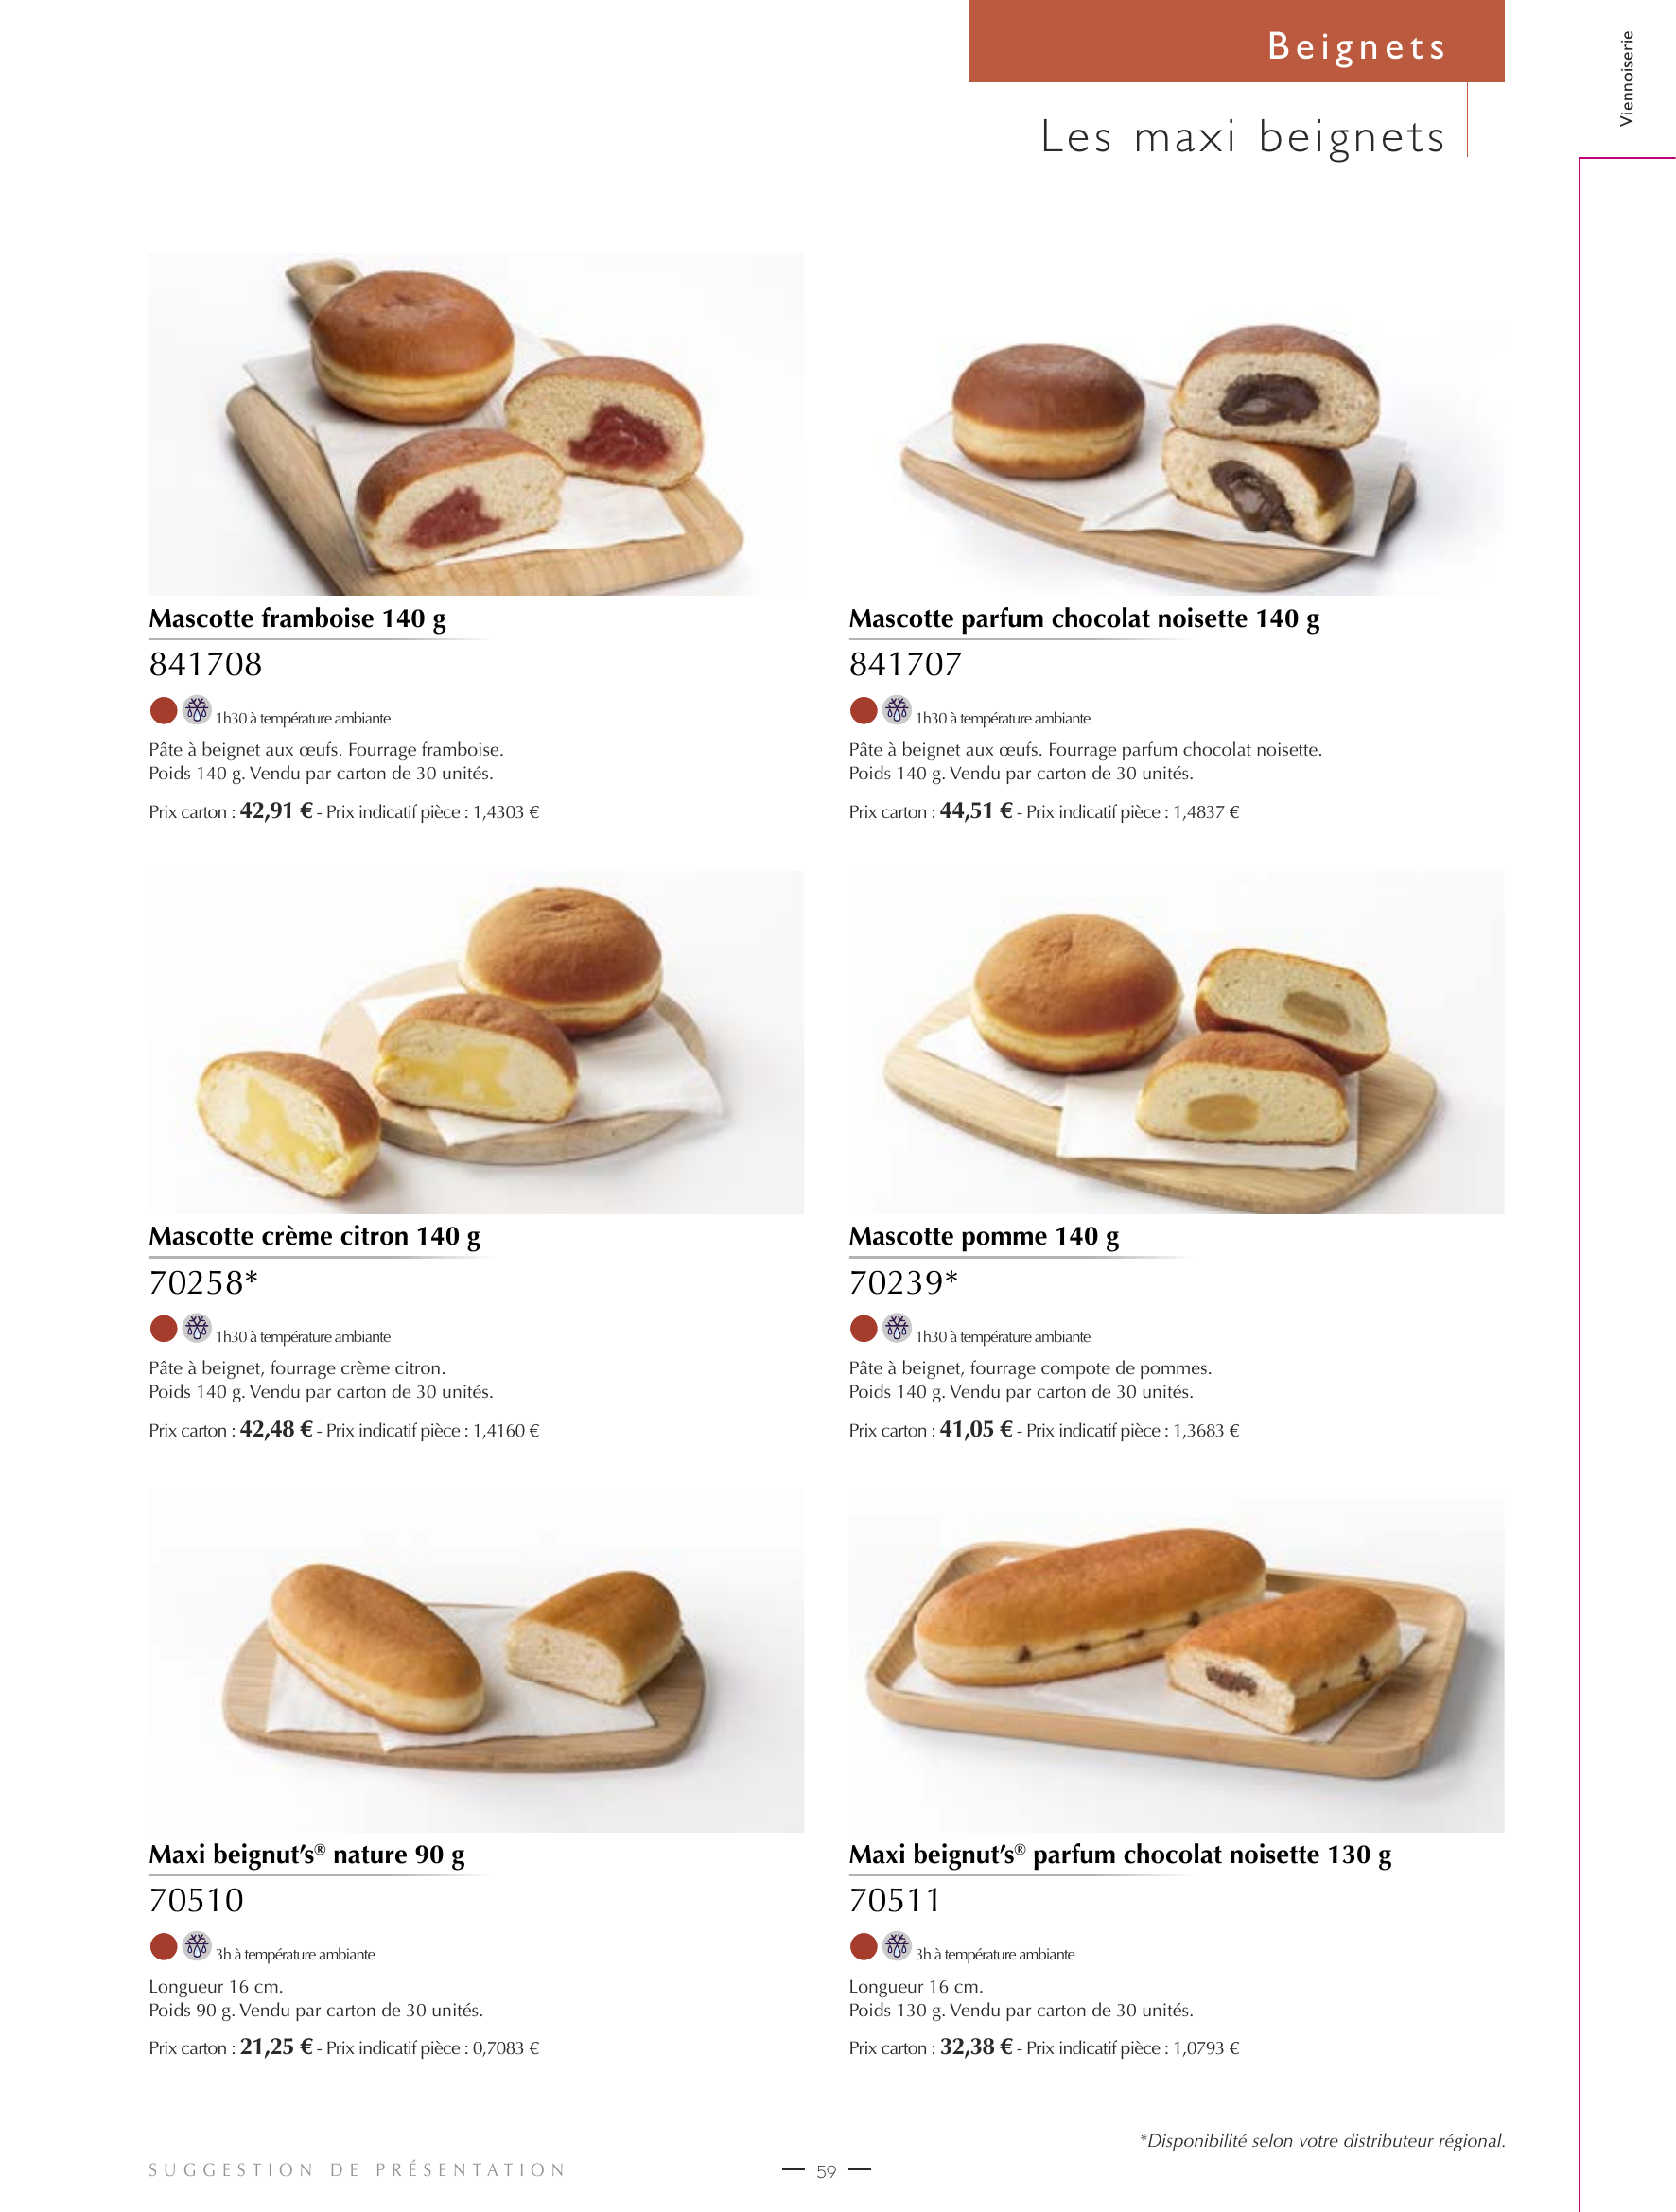 Beignets
Viennoiserie
Les maxi beignets
Mascotte framboise 140 g
841708
1h30 à température ambiante
Pâte à beignet aux œufs. Fourrage framboise.
Poids 140 g. Vendu par carton de 30 unités.
Prix carton : 42,91 € - Prix indicatif pièce : 1,4303 €
Mascotte parfum chocolat noisette 140 g
841707
1h30 à température ambiante
Pâte à beignet aux œufs. Fourrage parfum chocolat noisette.
Poids 140 g. Vendu par carton de 30 unités.
Prix carton : 44,51 € - Prix indicatif pièce : 1,4837 €
Mascotte crème citron 140 g
70258*
1h30 à température ambiante
Pâte à beignet, fourrage crème citron.
Poids 140 g. Vendu par carton de 30 unités.
Prix carton : 42,48 € - Prix indicatif pièce : 1,4160 €
Mascotte pomme 140 g
70239*
1h30 à température ambiante
Pâte à beignet, fourrage compote de pommes.
Poids 140 g. Vendu par carton de 30 unités.
Prix carton : 41,05 € - Prix indicatif pièce : 1,3683 €
Maxi beignut’s® nature 90 g
70510
3h à température ambiante
Longueur 16 cm.
Poids 90 g. Vendu par carton de 30 unités.
Prix carton : 21,25 € - Prix indicatif pièce : 0,7083 €
Maxi beignut’s® parfum chocolat noisette 130 g
70511
3h à température ambiante
Longueur 16 cm.
Poids 130 g. Vendu par carton de 30 unités.
Prix carton : 32,38 € - Prix indicatif pièce : 1,0793 €
*Disponibilité selon votre distributeur régional.
SUGGESTION DE PRÉSENTATION
— 59 —